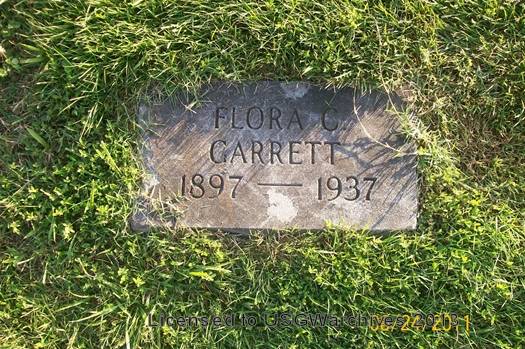 FLORA C.
GARRETT
1897 — 1937
Licensed to USGWarchives